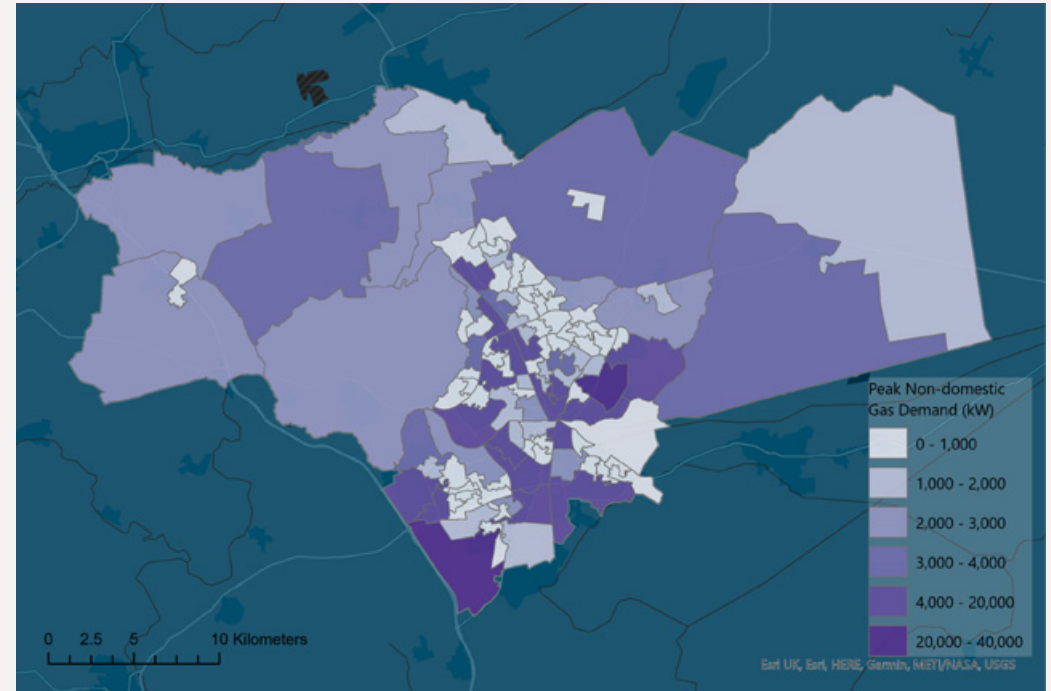 Peak Non-domestic
Gas Demand (kW)
0 - 1,000
1,000 - 2,000
2,000 - 3,000
3,000 - 4,000
4,000 - 20,000
20,000 - 40,000
0 2.5 5 10 Kilometers
Esri UK, Esri, HERE, Garmin, METI/NASA, USGS